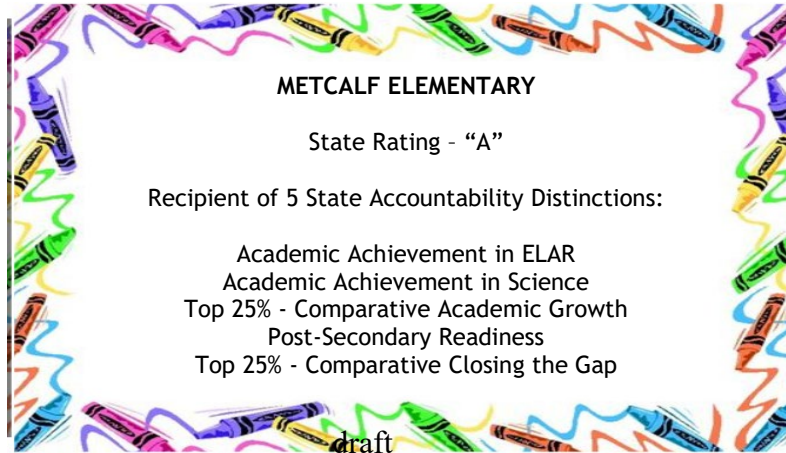 METCALF ELEMENTARY
State Rating – “A”
Recipient of 5 State Accountability Distinctions:
Academic Achievement in ELAR
Academic Achievement in Science
Top 25% - Comparative Academic Growth
Post-Secondary Readiness
Top 25% - Comparative Closing the Gap
draft